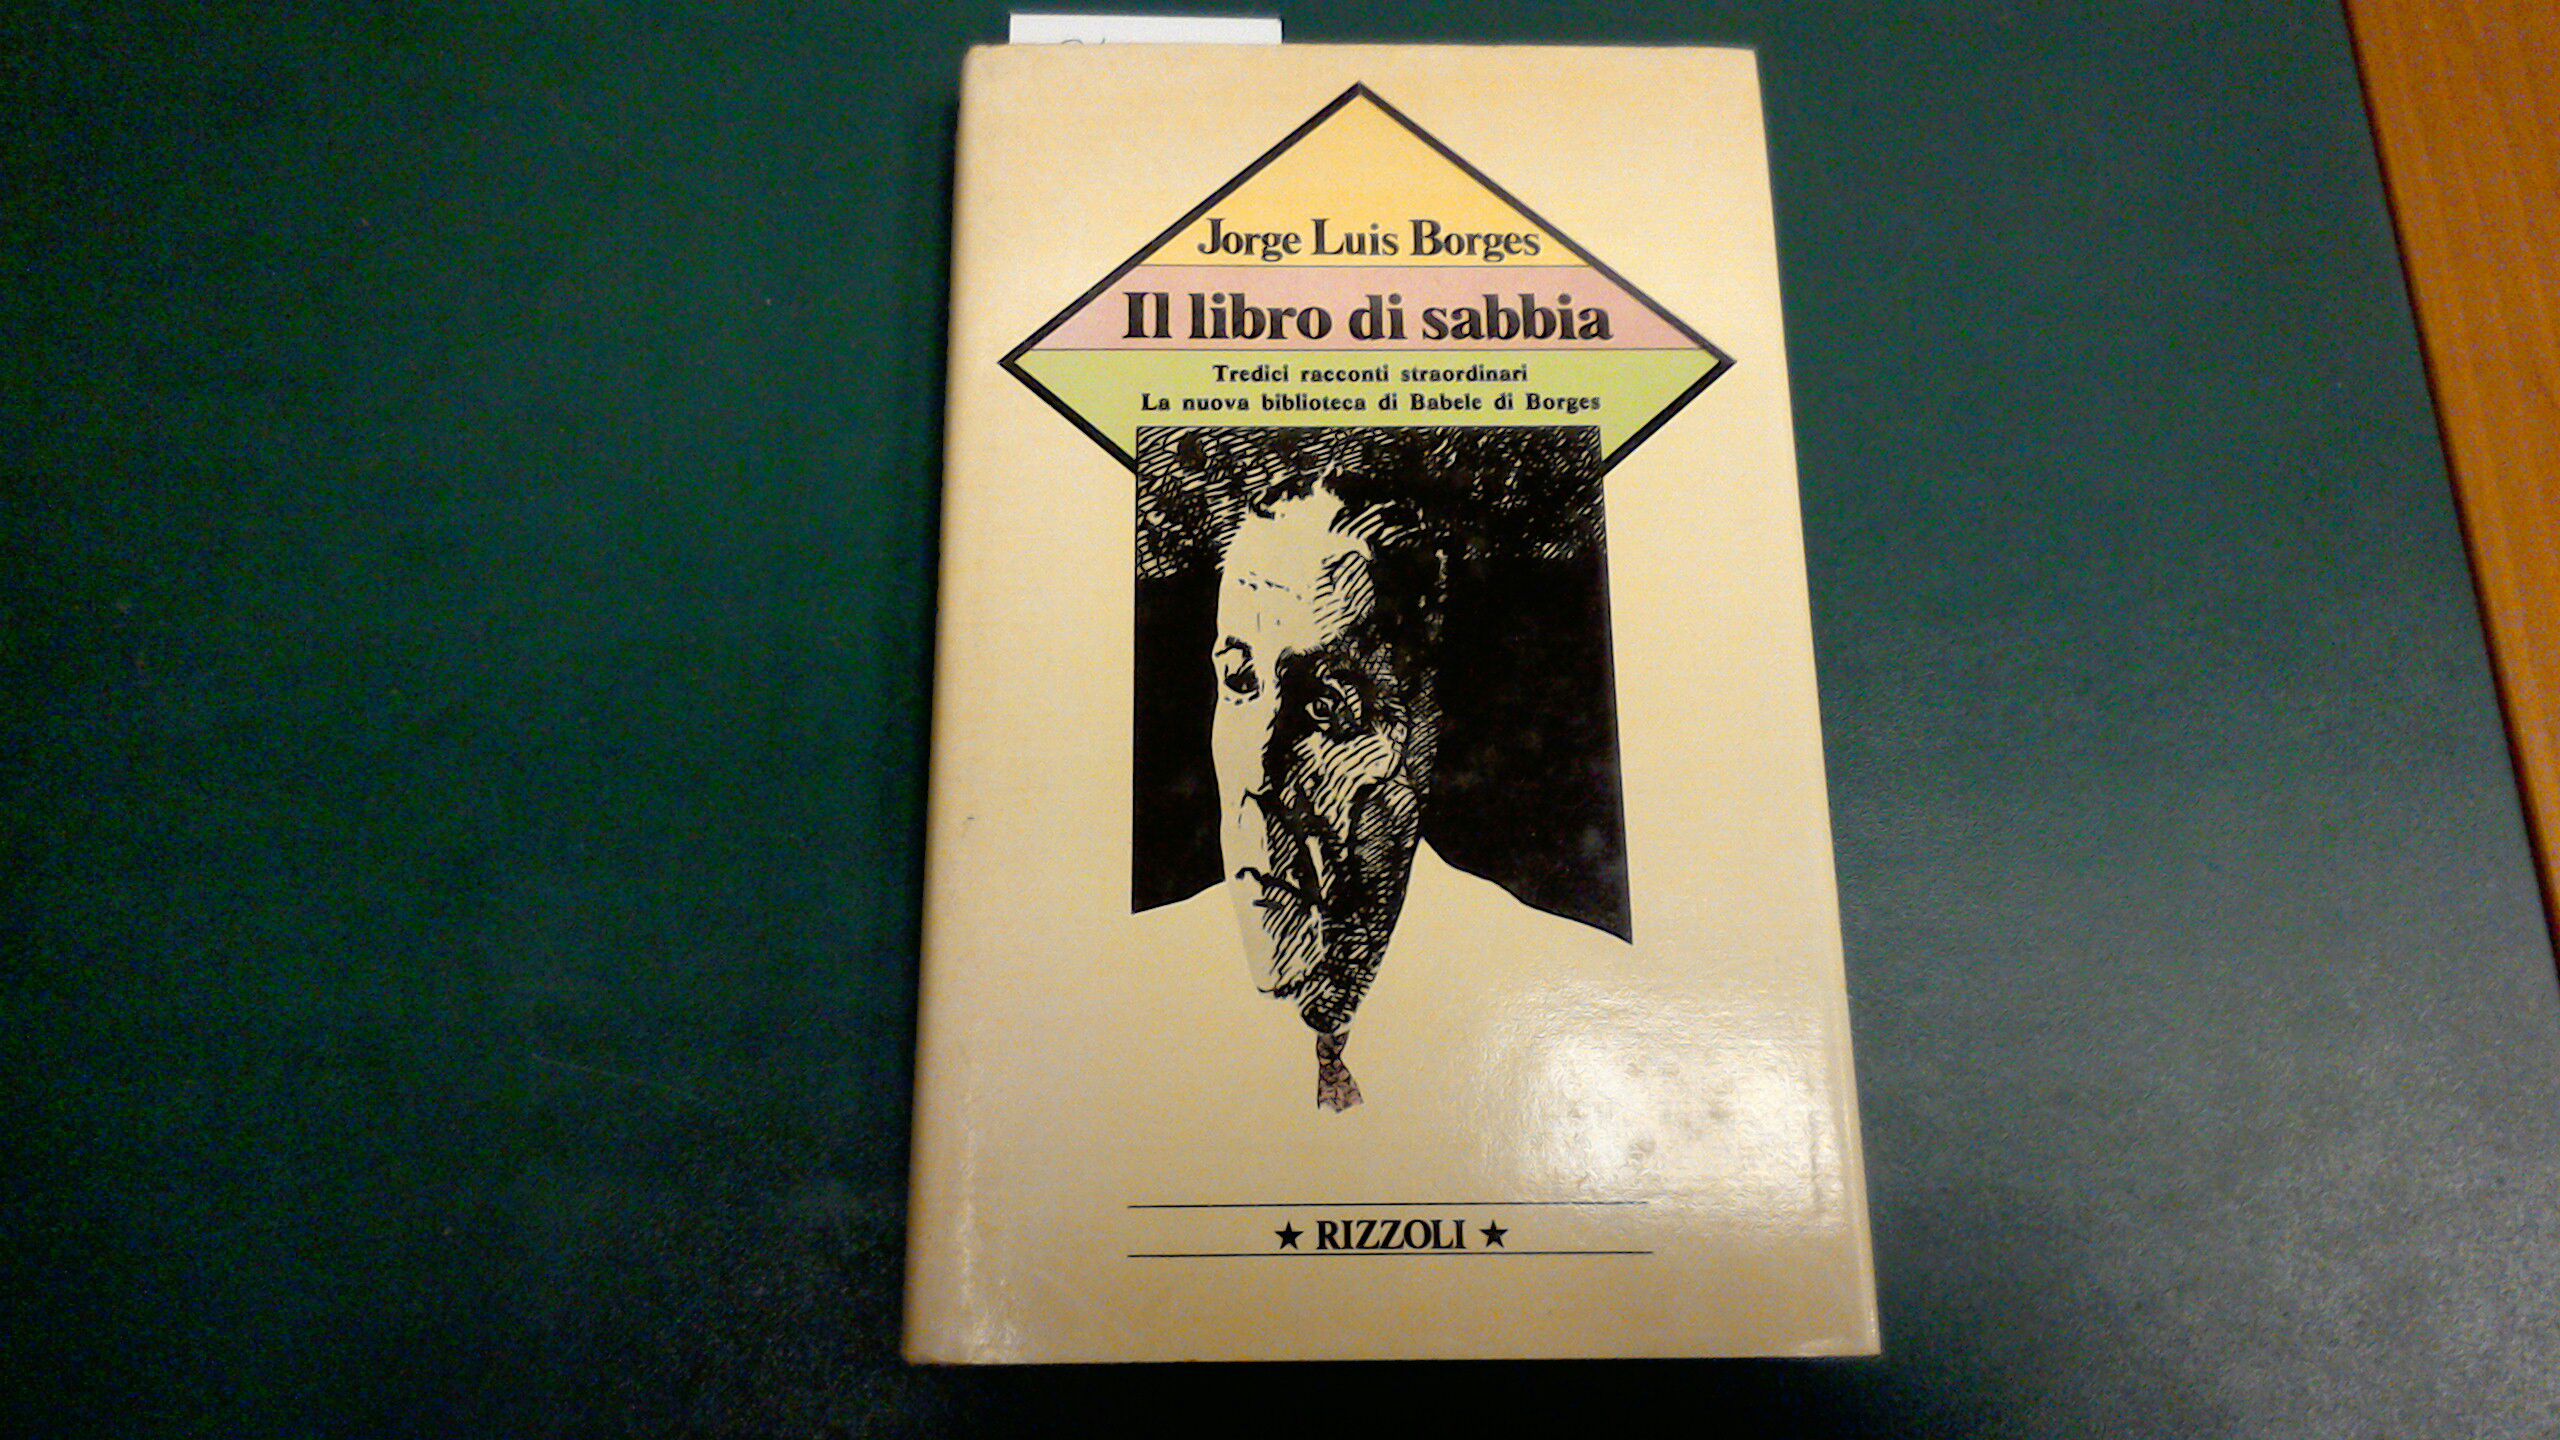 Jorge Luis Borges
Il libro di sabbia
Tredici racconti straordinari
La nuova biblioteca di Babele di Borges
★ RIZZOLI ★